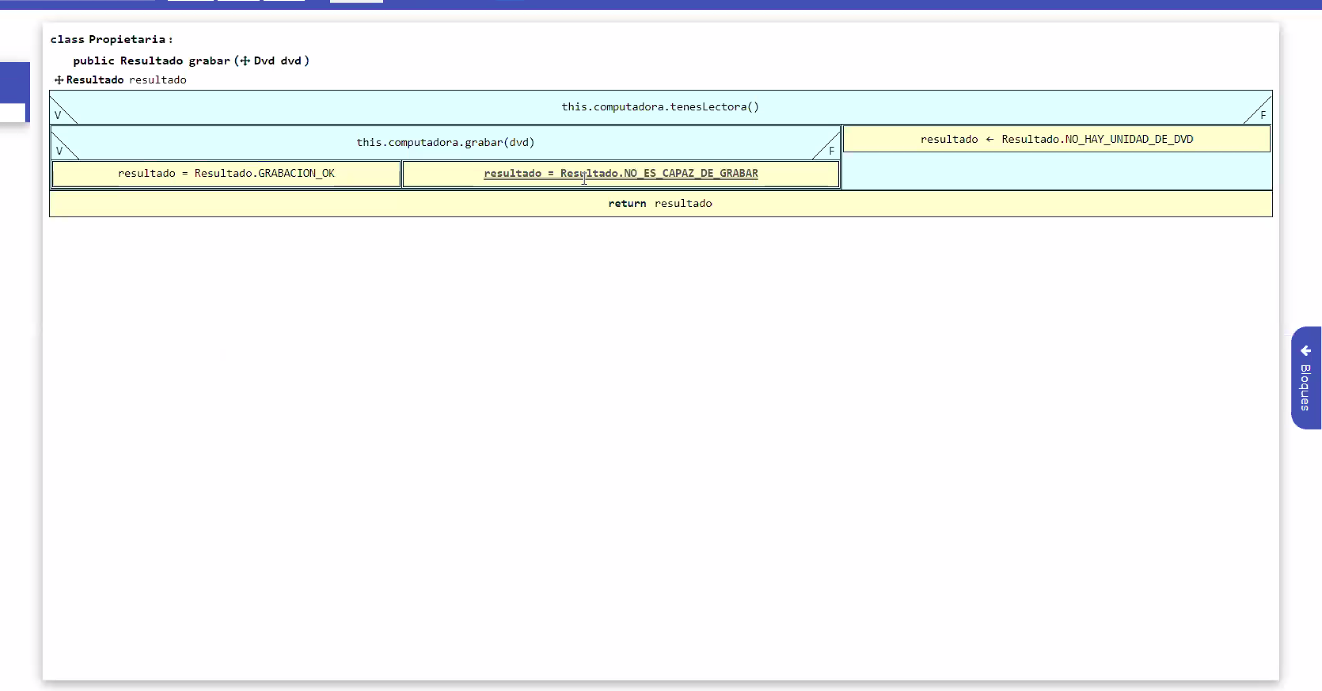 class Propietaria:
public Resultado grabar (✢ Dvd dvd )
✢ Resultado resultado
this.computadora.tenesLectora()
V
F
this.computadora.grabar(dvd)
V
F
resultado ← Resultado.NO_HAY_UNIDAD_DE_DVD
resultado = Resultado.GRABACION_OK
resultado = Resultado.NO_ES_CAPAZ_DE_GRABAR
return resultado
Bloques